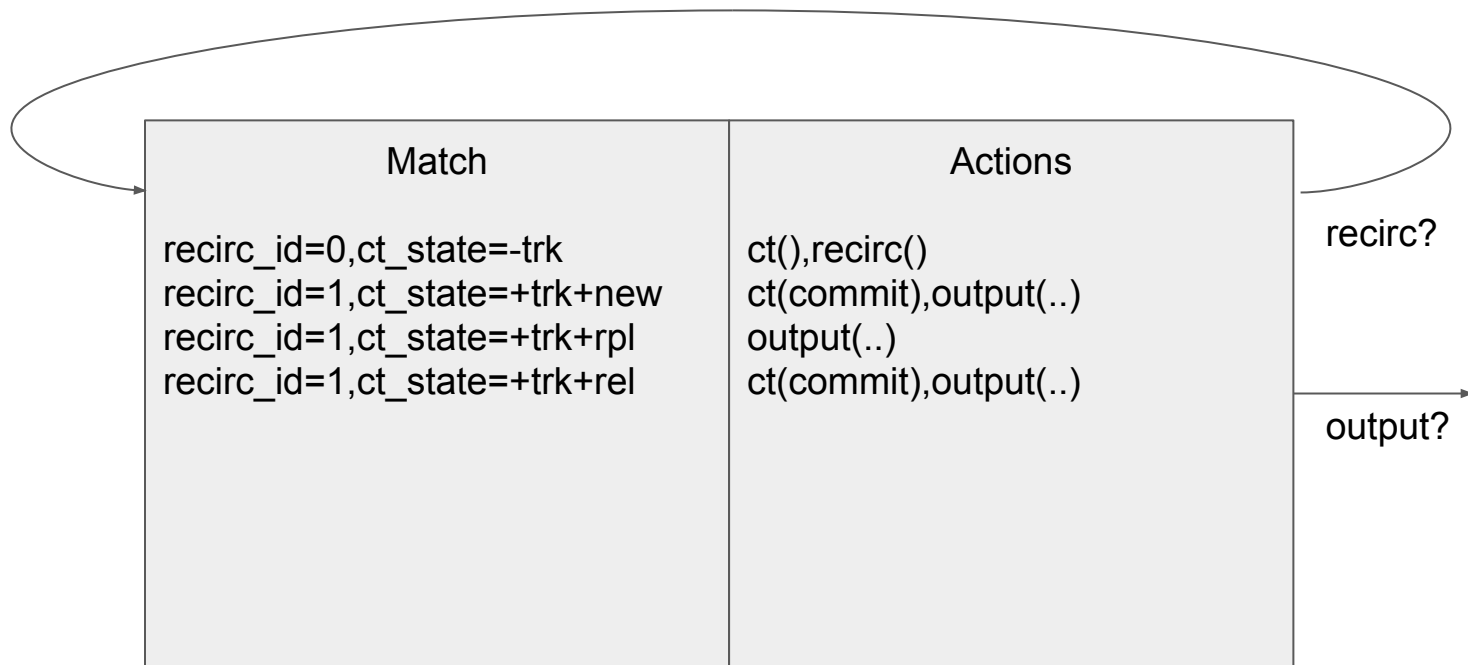 Match
Actions
recirc_id=0,ct_state=-trk
ct(),recirc()
recirc_id=1,ct_state=+trk+new
ct(commit),output(..)
recirc_id=1,ct_state=+trk+rpl
output(..)
recirc_id=1,ct_state=+trk+rel
ct(commit),output(..)
recirc?
output?